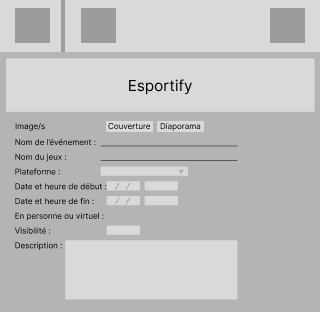 Esportify
Image/s Couverture Diaporama
Nom de l'événement :
Nom du jeux :
Plateforme :
Date et heure de début : / /
Date et heure de fin : / /
En personne ou virtuel :
Visibilité :
Description :